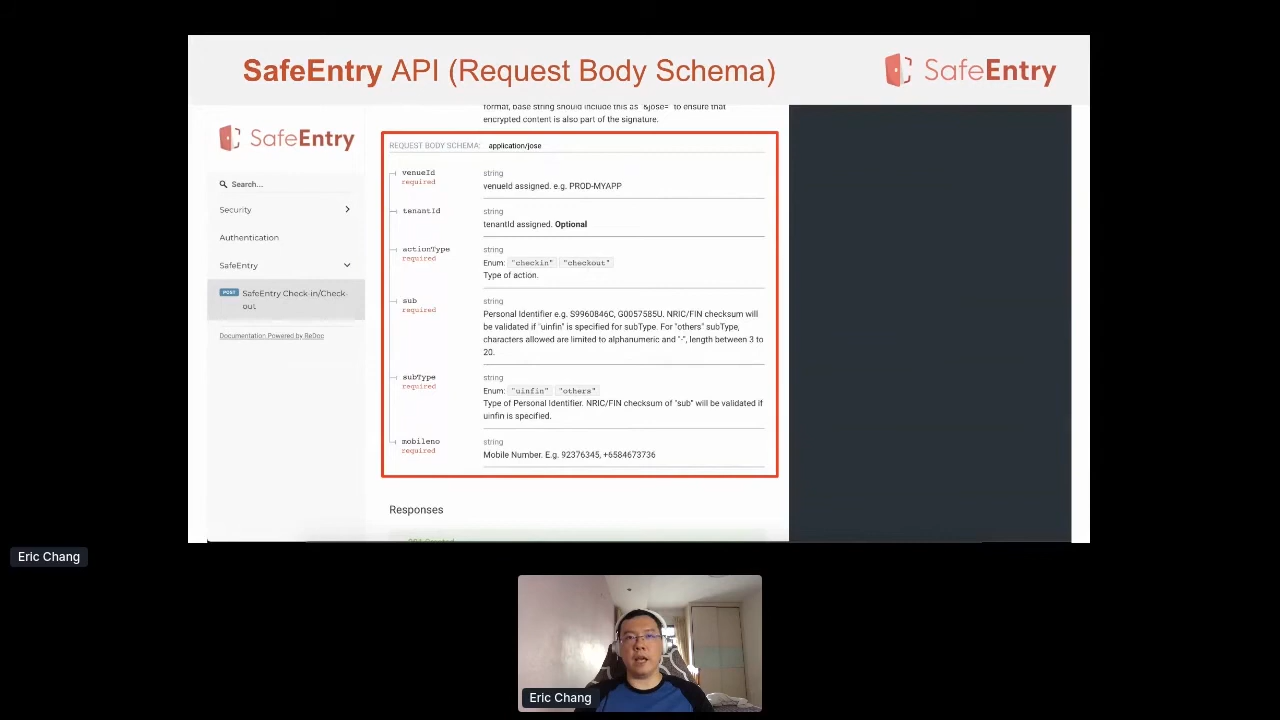 SafeEntry API (Request Body Schema)
SafeEntry
format, base string should include this as `&jose=` to ensure that
encrypted content is also part of the signature.
SafeEntry
Search...
Security
Authentication
SafeEntry
POST SafeEntry Check-in/Check-
out
Documentation Powered by ReDoc
REQUEST BODY SCHEMA: application/jose
venueId
required
string
venueId assigned. e.g. PROD-MYAPP
tenantId
string
tenantId assigned. Optional
actionType
required
string
Enum: "checkin" "checkout"
Type of action.
sub
required
string
Personal Identifier e.g. S9960846C, G0057585U. NRIC/FIN checksum will
be validated if "uinfin" is specified for subType. For "others" subType,
characters allowed are limited to alphanumeric and "-", length between 3 to
20.
subType
required
string
Enum: "uinfin" "others"
Type of Personal Identifier. NRIC/FIN checksum of "sub" will be validated if
uinfin is specified.
mobileno
required
string
Mobile Number. E.g. 92376345, +6584673736
Responses
Eric Chang
Eric Chang